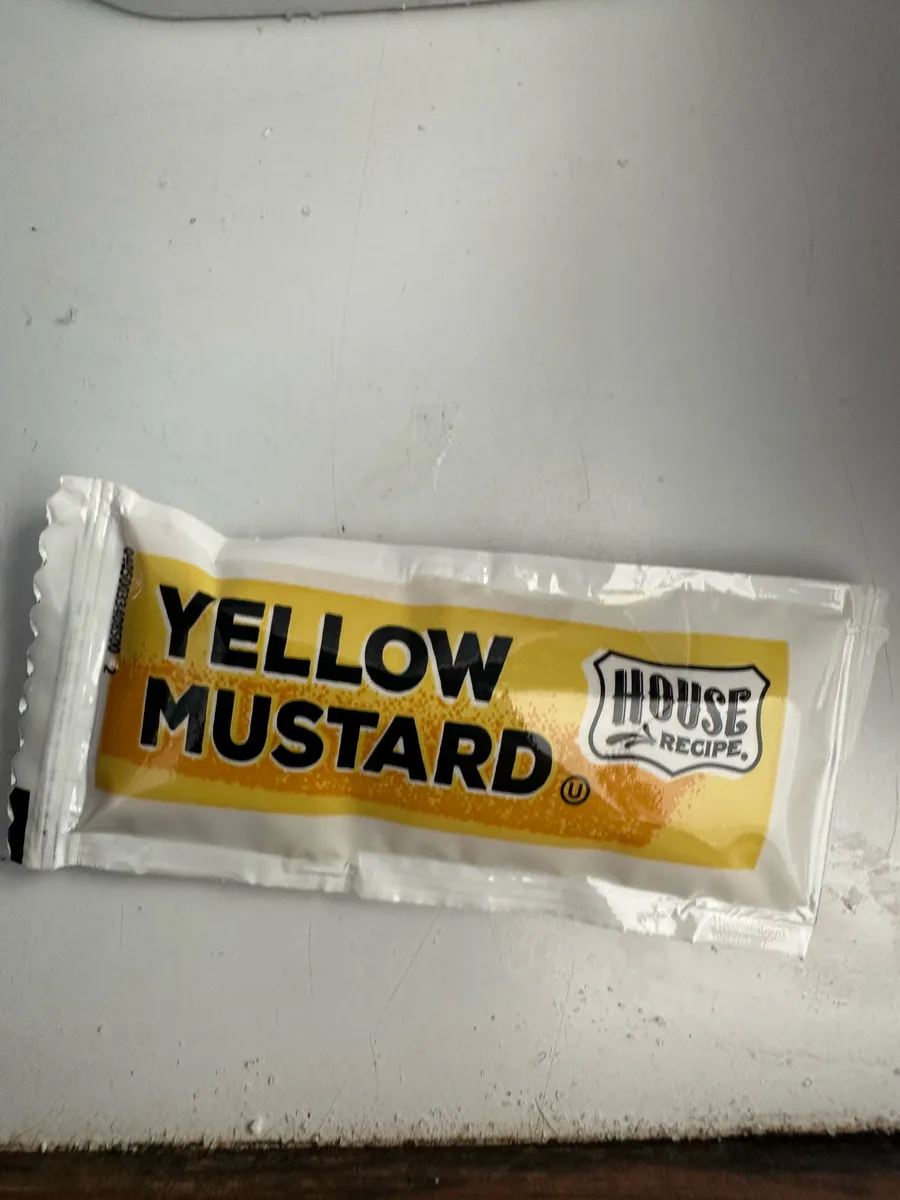 YELLOW
MUSTARD
U
HOUSE
RECIPE.